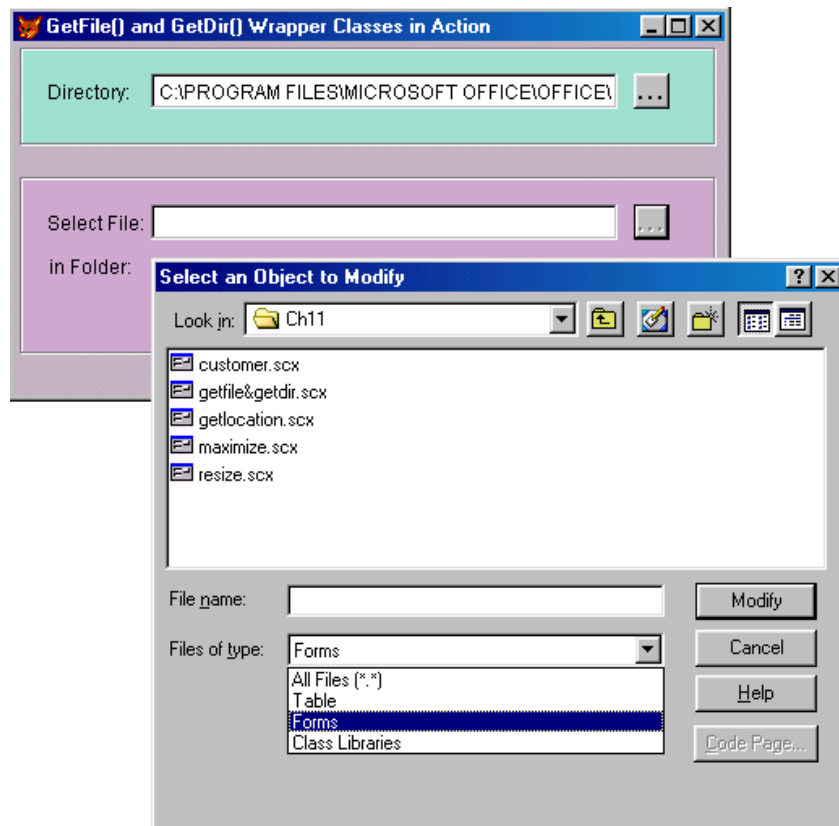 GetFile() and GetDir() Wrapper Classes in Action
Directory: C:\PROGRAM FILES\MICROSOFT OFFICE\OFFICE\ ...
Select File: ...
in Folder:
Select an Object to Modify
Look in: Ch11
customer.scx
getfile&getdir.scx
getlocation.scx
maximize.scx
resize.scx
File name: Modify
Files of type: Forms Cancel
All Files (*.*)
Table Help
Forms
Class Libraries Code Page...